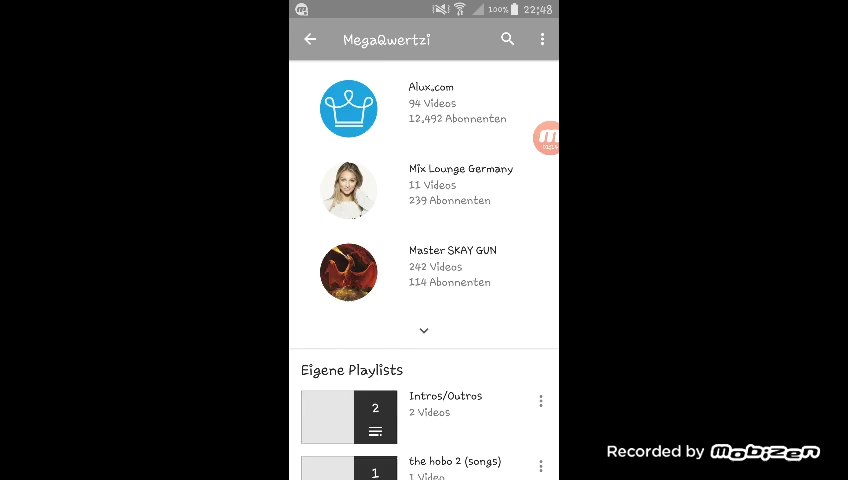 100% 22:48
MegaQwertzi
Alux.com
94 Videos
12,492 Abonnenten
01:14
Mix Lounge Germany
11 Videos
239 Abonnenten
Master SKAY GUN
242 Videos
114 Abonnenten
Eigene Playlists
Intros/Outros
2
2 Videos
the hobo 2 (songs)
1
1 Video
Recorded by mobizen